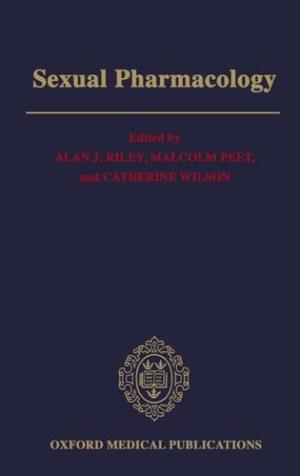 Sexual Pharmacology
Edited by
ALAN J. RILEY, MALCOLM PEET,
and CATHERINE WILSON
OXFORD MEDICAL PUBLICATIONS